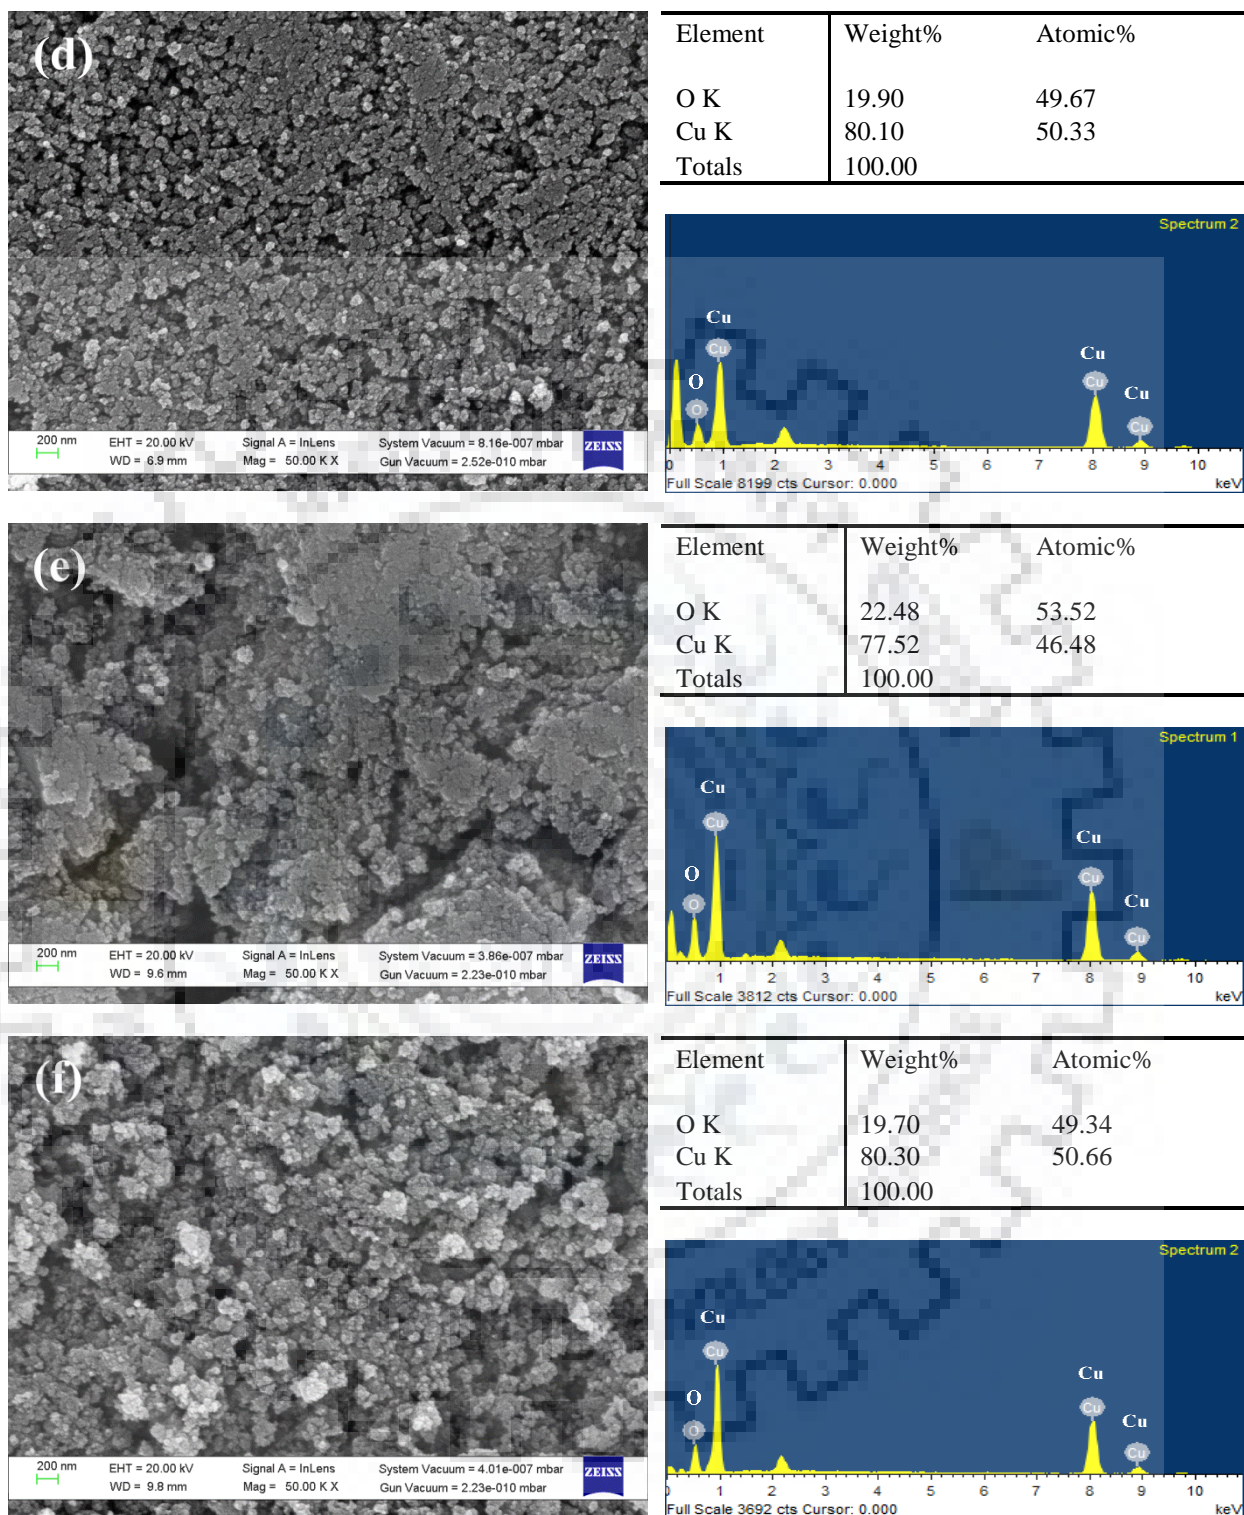 (d)
200 nm EHT = 20.00 kV Signal A = InLens System Vacuum = 8.16e-007 mbar ZEISS
WD = 6.9 mm Mag = 50.00 K X Gun Vacuum = 2.52e-010 mbar
Element Weight% Atomic%
O K 19.90 49.67
Cu K 80.10 50.33
Totals 100.00
Spectrum 2
Cu
Cu
Cu
Cu
O
Cu
Cu
O
0 1 2 3 4 5 6 7 8 9 10
Full Scale 8199 cts Cursor: 0.000 keV
(e)
200 nm EHT = 20.00 kV Signal A = InLens System Vacuum = 3.86e-007 mbar ZEISS
WD = 9.6 mm Mag = 50.00 K X Gun Vacuum = 2.23e-010 mbar
Element Weight% Atomic%
O K 22.48 53.52
Cu K 77.52 46.48
Totals 100.00
Spectrum 1
Cu
Cu
Cu
O
Cu
Cu
O
Cu
1 2 3 4 5 6 7 8 9 10
Full Scale 3812 cts Cursor: 0.000 keV
(f)
200 nm EHT = 20.00 kV Signal A = InLens System Vacuum = 4.01e-007 mbar ZEISS
WD = 9.8 mm Mag = 50.00 K X Gun Vacuum = 2.23e-010 mbar
Element Weight% Atomic%
O K 19.70 49.34
Cu K 80.30 50.66
Totals 100.00
Spectrum 2
Cu
Cu
Cu
O
Cu
Cu
O
Cu
0 1 2 3 4 5 6 7 8 9 10
Full Scale 3692 cts Cursor: 0.000 keV